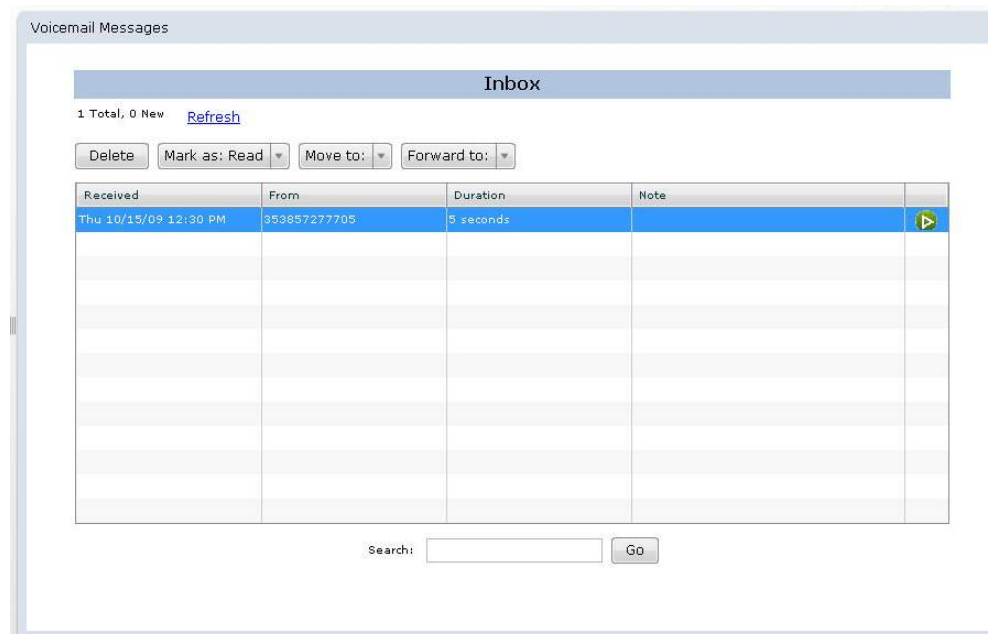 Voicemail Messages
Inbox
1 Total, 0 New Refresh
Delete Mark as: Read Move to: Forward to:
Received From Duration Note
Thu 10/15/09 12:30 PM 353857277705 5 seconds
Search: Go